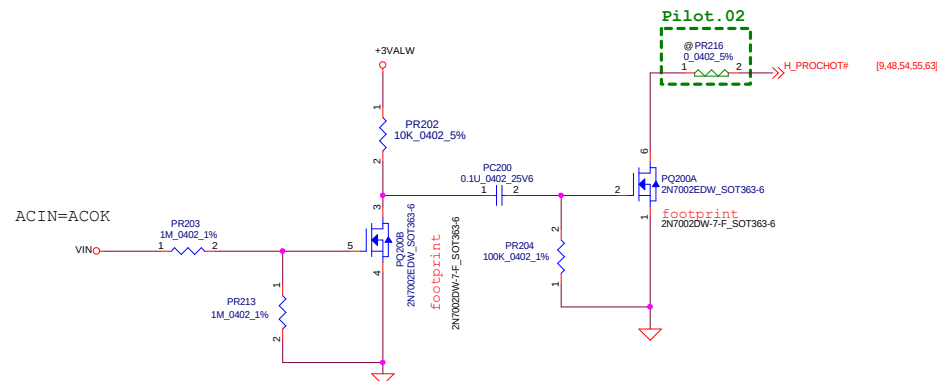 Pilot.02
@ PR216
0_0402_5%
1
2
H_PROCHOT#
[9,48,54,55,63]
+3VALW
1
PR202
10K_0402_5%
2
PC200
0.1U_0402_25V6
1
2
6
2
PQ200A
2N7002EDW_SOT363-6
1
footprint
2N7002DW-7-F_SOT363-6
ACIN=ACOK
VIN
PR203
1M_0402_1%
1
2
3
5
4
PQ200B
2N7002EDW_SOT363-6
footprint
2N7002DW-7-F_SOT363-6
PR204
100K_0402_1%
2
1
PR213
1M_0402_1%
1
2